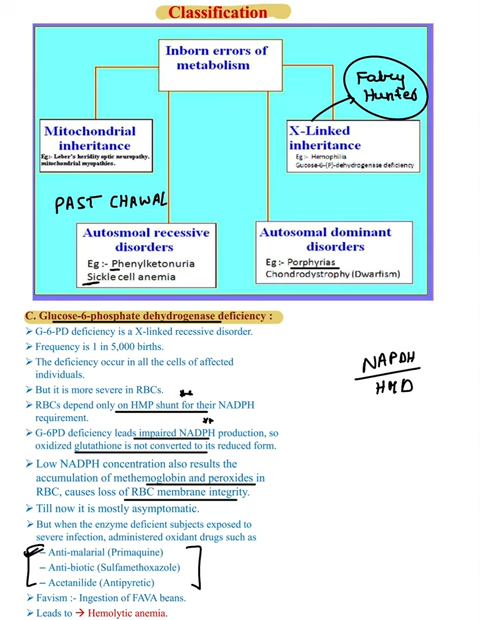 Classification
Inborn errors of
metabolism
Fabry
Hunter
Mitochondrial
inheritance
Eg:- Leber's heridity optic neuropathy.
mitochondrial myopathies.
X-Linked
inheritance
Eg :- Hemophilia
Glucose-6-(P)-dehydrogenase deficiency
PAST CHAWAL
Autosmoal recessive
disorders
Eg :- Phenylketonuria
Sickle cell anemia
Autosomal dominant
disorders
Eg :- Porphyrias
Chondrodystrophy (Dwarfism)
C. Glucose-6-phosphate dehydrogenase deficiency :
➢ G-6-PD deficiency is a X-linked recessive disorder.
➢ Frequency is 1 in 5,000 births.
➢ The deficiency occur in all the cells of affected
individuals.
➢ But it is more severe in RBCs.
➢ RBCs depend only on HMP shunt for their NADPH
requirement.
➢ G-6PD deficiency leads impaired NADPH production, so
oxidized glutathione is not converted to its reduced form.
➢ Low NADPH concentration also results the
accumulation of methemoglobin and peroxides in
RBC, causes loss of RBC membrane integrity.
➢ Till now it is mostly asymptomatic.
➢ But when the enzyme deficient subjects exposed to
severe infection, administered oxidant drugs such as
– Anti-malarial (Primaquine)
– Anti-biotic (Sulfamethoxazole)
– Acetanilide (Antipyretic)
➢ Favism :- Ingestion of FAVA beans.
➢ Leads to → Hemolytic anemia.
NAPDH